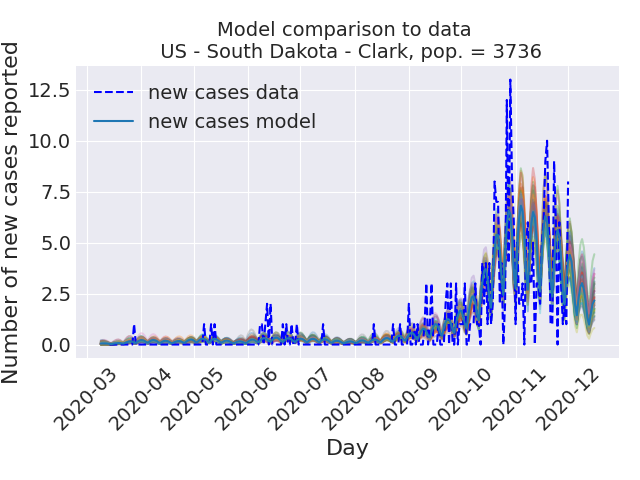 Model comparison to data
US - South Dakota - Clark, pop. = 3736
Number of new cases reported
12.5
10.0
7.5
5.0
2.5
0.0
new cases data
new cases model
2020-03
2020-04
2020-05
2020-06
2020-07
2020-08
2020-09
2020-10
2020-11
2020-12
Day